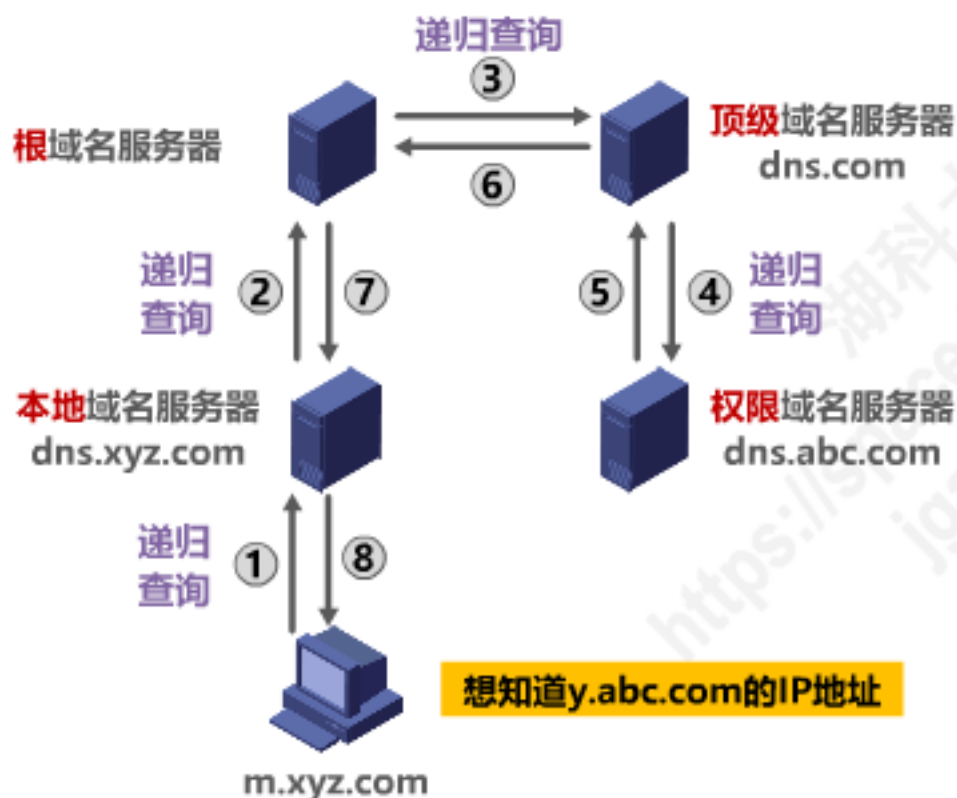 递归查询
③
根域名服务器
顶级域名服务器
dns.com
⑥
递归
查询
②
⑦
⑤
④
递归
查询
本地域名服务器
dns.xyz.com
权限域名服务器
dns.abc.com
递归
查询
①
⑧
想知道y.abc.com的IP地址
m.xyz.com
湖科